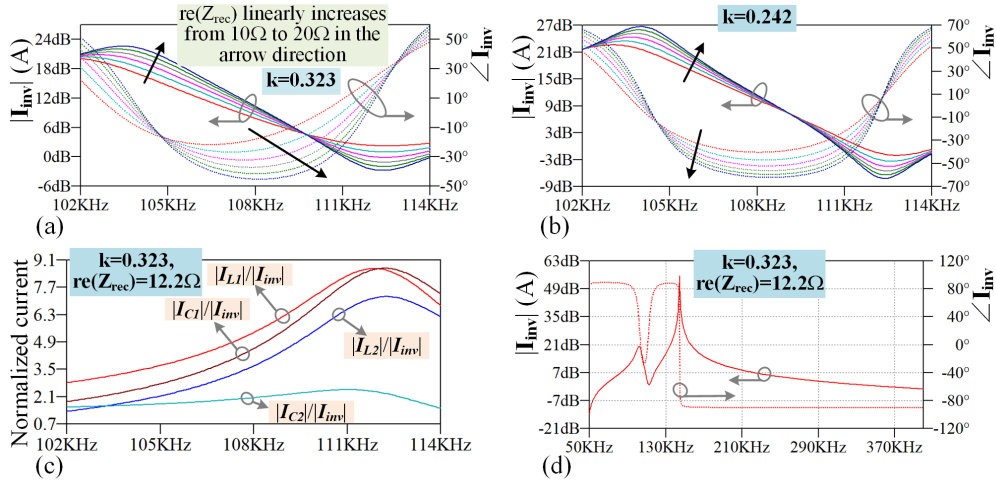 re(Z_rec) linearly increases
from 10Ω to 20Ω in the
arrow direction
k=0.323
|I_inv| (A)
24dB
18dB
12dB
6dB
0dB
-6dB
50°
30°
10°
-10°
-30°
-50°
∠I_inv
102KHz 105KHz 108KHz 111KHz 114KHz
(a)
k=0.242
|I_inv| (A)
27dB
21dB
15dB
9dB
3dB
-3dB
-9dB
70°
50°
30°
10°
-10°
-30°
-50°
-70°
∠I_inv
102KHz 105KHz 108KHz 111KHz 114KHz
(b)
k=0.323,
re(Z_rec)=12.2Ω
Normalized current
9.1
7.7
6.3
4.9
3.5
2.1
0.7
|I_L1|/|I_inv|
|I_C1|/|I_inv|
|I_L2|/|I_inv|
|I_C2|/|I_inv|
102KHz 105KHz 108KHz 111KHz 114KHz
(c)
k=0.323,
re(Z_rec)=12.2Ω
|I_inv| (A)
63dB
49dB
35dB
21dB
7dB
-7dB
-21dB
120°
80°
40°
0°
-40°
-80°
-120°
∠I_inv
50KHz 130KHz 210KHz 290KHz 370KHz
(d)